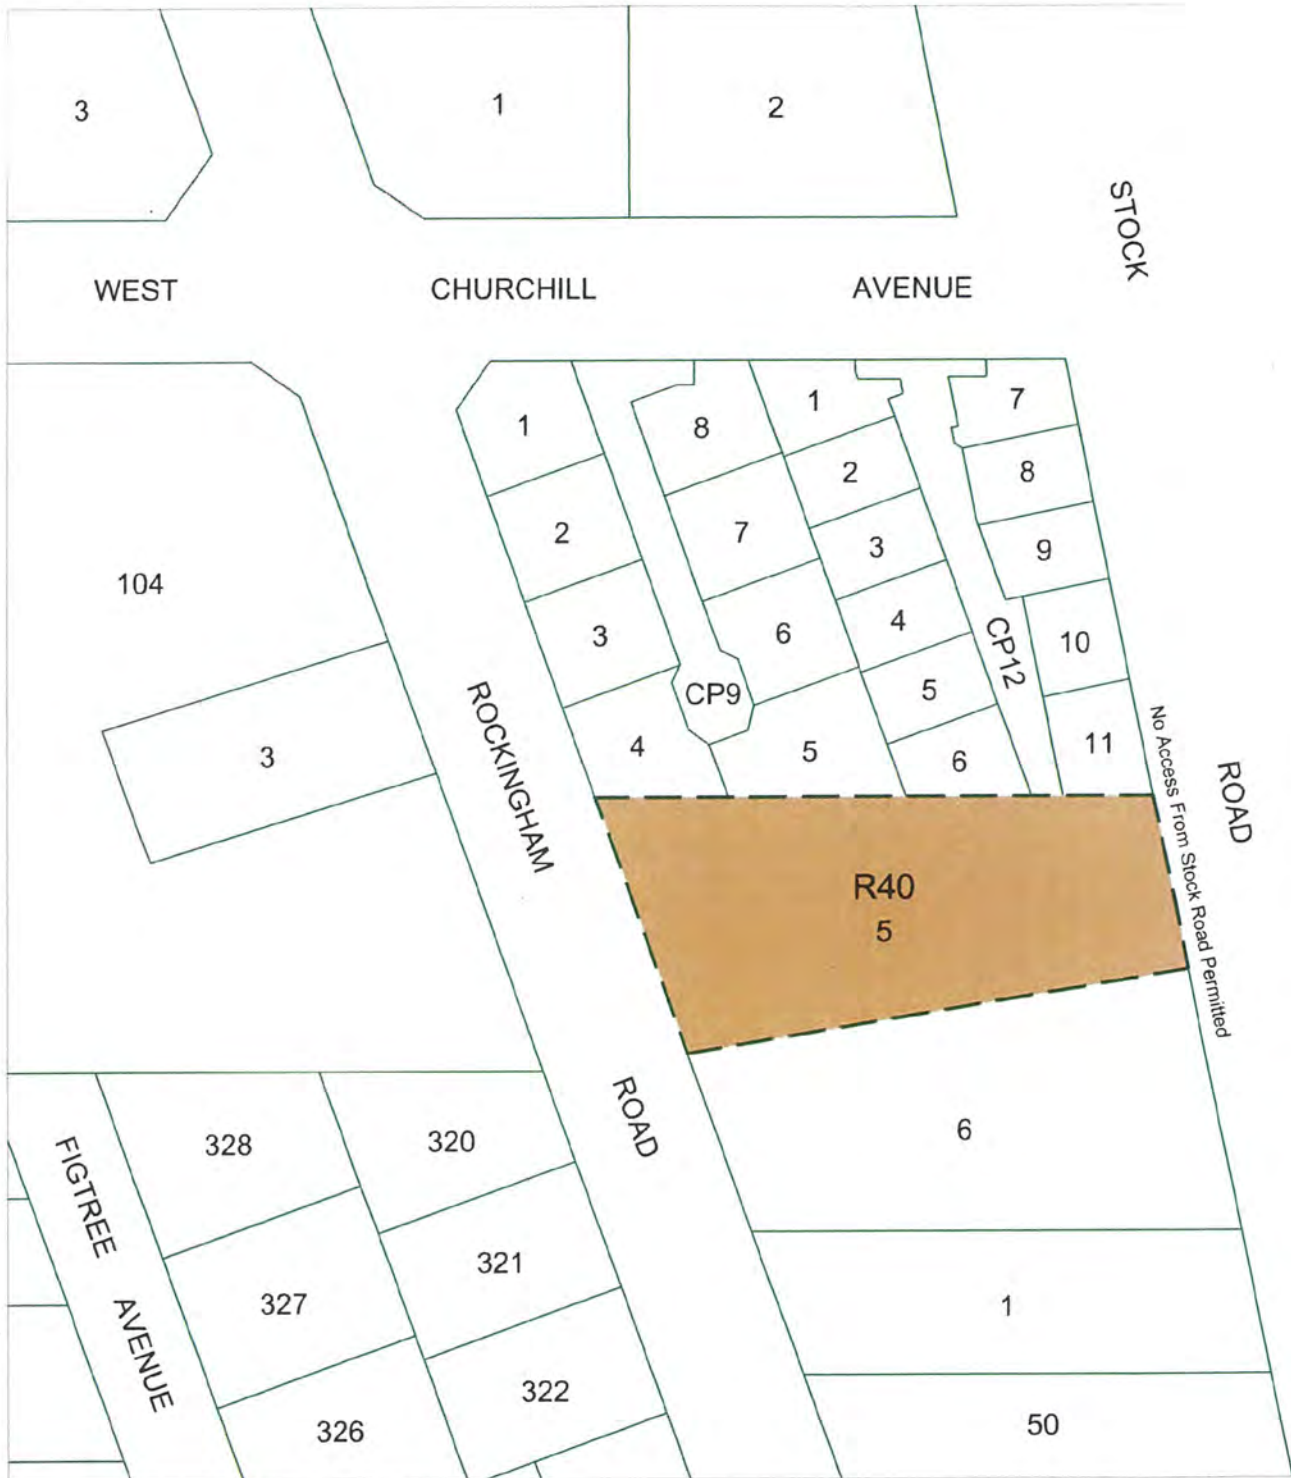 3
1
2
STOCK
WEST
CHURCHILL
AVENUE
1
8
1
7
2
2
8
7
3
9
104
3
6
4
CP12
10
5
CP9
ROCKINGHAM
4
5
6
11
3
No Access From Stock Road Permitted
ROAD
R40
5
ROAD
6
328
320
FIGTREE
321
327
1
AVENUE
322
326
50